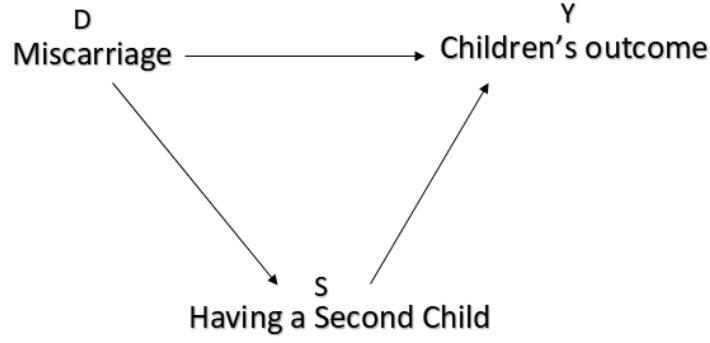 D
Miscarriage
Y
Children's outcome
S
Having a Second Child